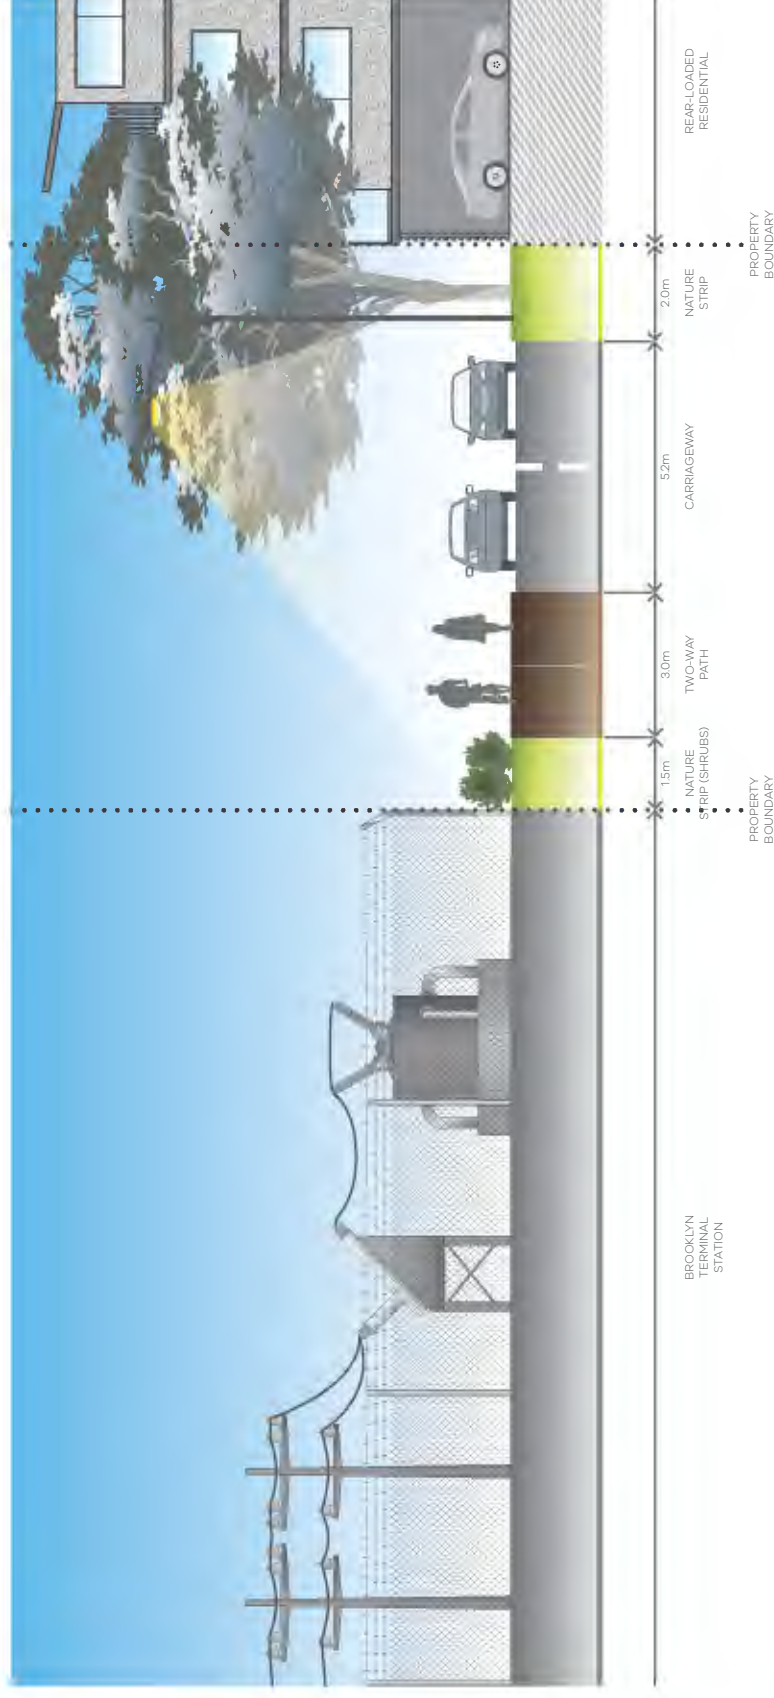 BROOKLYN
TERMINAL
STATION
PROPERTY
BOUNDARY
1.5m
NATURE
STRIP (SHRUBS)
3.0m
TWO-WAY
PATH
5.2m
CARRIAGEWAY
2.0m
NATURE
STRIP
PROPERTY
BOUNDARY
REAR-LOADED
RESIDENTIAL